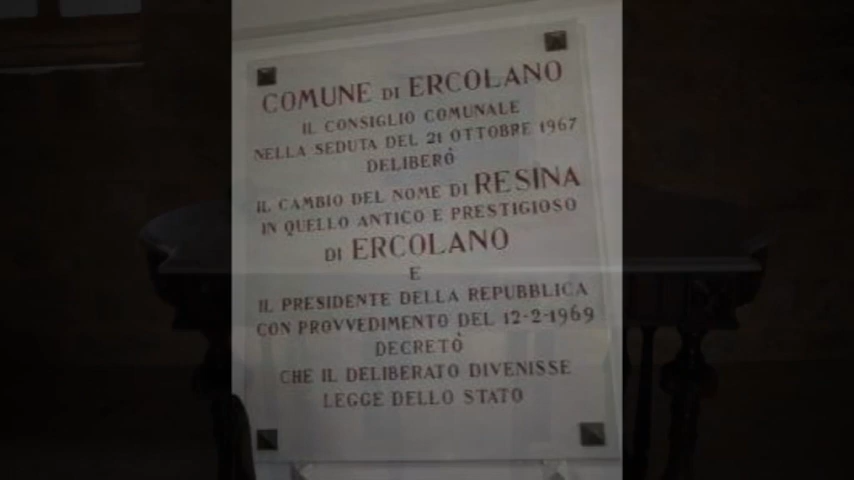 COMUNE DI ERCOLANO
IL CONSIGLIO COMUNALE
NELLA SEDUTA DEL 21 OTTOBRE 1967
DELIBERÒ
IL CAMBIO DEL NOME DI RESINA
IN QUELLO ANTICO E PRESTIGIOSO
DI ERCOLANO
E
IL PRESIDENTE DELLA REPUBBLICA
CON PROVVEDIMENTO DEL 12-2-1969
DECRETÒ
CHE IL DELIBERATO DIVENISSE
LEGGE DELLO STATO